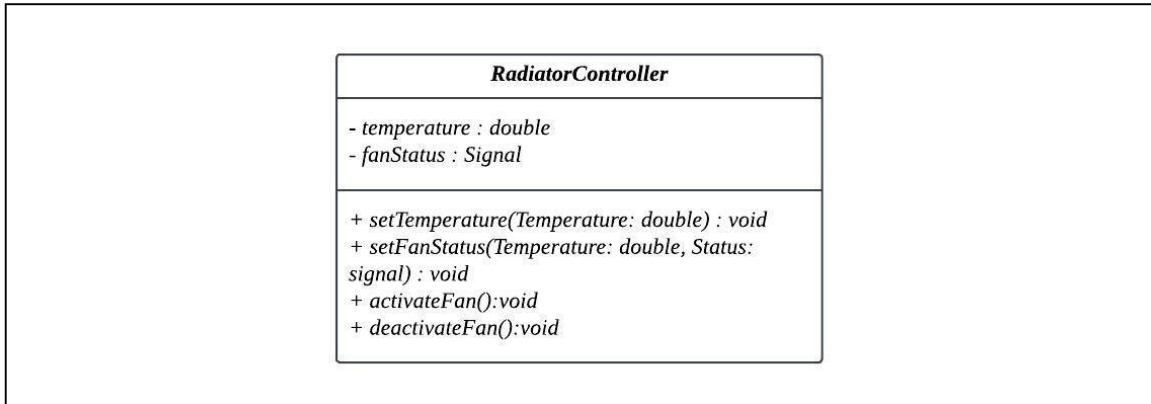 RadiatorController
- temperature : double
- fanStatus : Signal
+ setTemperature(Temperature: double) : void
+ setFanStatus(Temperature: double, Status:
signal) : void
+ activateFan():void
+ deactivateFan():void